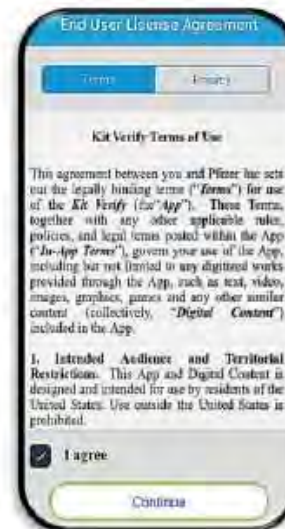 End User License Agreement
Terms Privacy
Kit Verify Terms of Use
This agreement between you and Pfizer Inc sets
out the legally binding terms ("Terms") for use
of the Kit Verify (the "App"). These Terms,
together with any other applicable rules,
policies, and legal terms posted within the App
("In-App Terms"), govern your use of the App,
including but not limited to any digitized works
provided through the App, such as text, video,
images, graphics, games and any other similar
content (collectively, "Digital Content")
included in the App.
1. Intended Audience and Territorial
Restrictions. This App and Digital Content is
designed and intended for use by residents of the
United States. Use outside the United States is
prohibited.
I agree
Continue